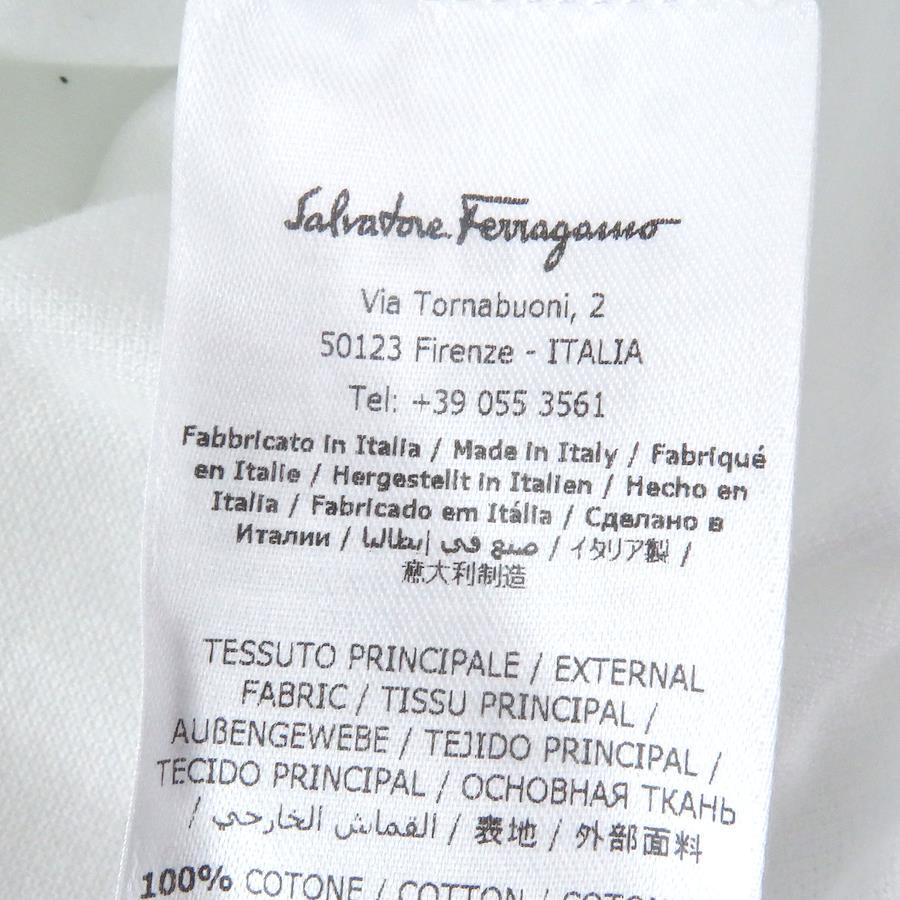 Salvatore Ferragamo
Via Tornabuoni, 2
50123 Firenze - ITALIA
Tel: +39 055 3561
Fabbricato in Italia / Made in Italy / Fabriqué
en Italie / Hergestellt in Italien / Hecho en
Italia / Fabricado em Itália / Сделано в
Италии / صنع في إيطاليا / イタリア製 /
意大利制造
TESSUTO PRINCIPALE / EXTERNAL
FABRIC / TISSU PRINCIPAL /
AUßENGEWEBE / TEJIDO PRINCIPAL /
TECIDO PRINCIPAL / ОСНОВНАЯ ТКАНЬ
/ القماش الخارجي / 表地 / 外部面料
100% COTONE / COTTON / COTON